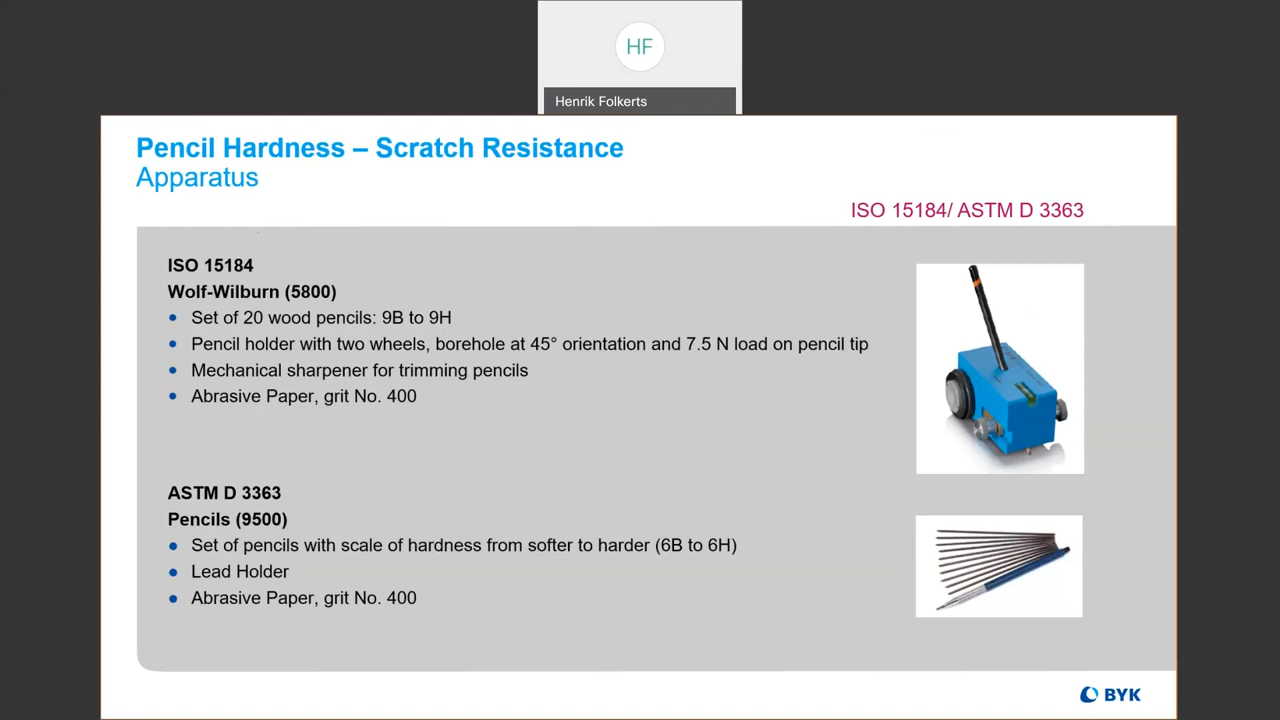 HF
Henrik Folkerts
Pencil Hardness – Scratch Resistance
Apparatus
ISO 15184/ ASTM D 3363
ISO 15184
Wolf-Wilburn (5800)
• Set of 20 wood pencils: 9B to 9H
• Pencil holder with two wheels, borehole at 45° orientation and 7.5 N load on pencil tip
• Mechanical sharpener for trimming pencils
• Abrasive Paper, grit No. 400
ASTM D 3363
Pencils (9500)
• Set of pencils with scale of hardness from softer to harder (6B to 6H)
• Lead Holder
• Abrasive Paper, grit No. 400
BYK